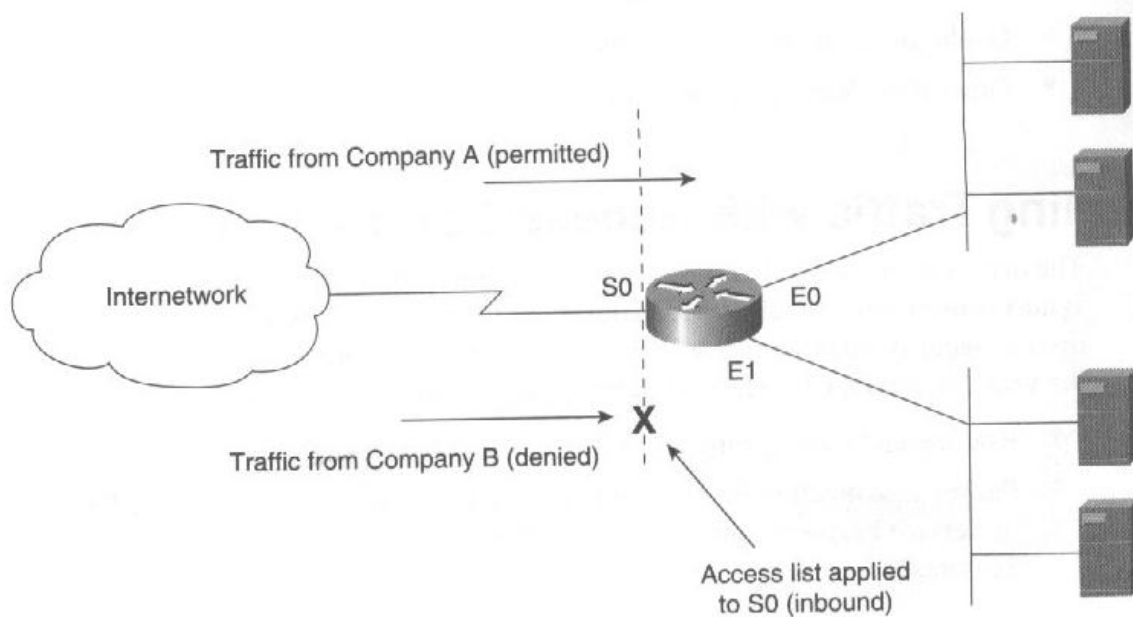 Traffic from Company A (permitted)
Internetwork
S0
E0
E1
X
Traffic from Company B (denied)
Access list applied
to S0 (inbound)